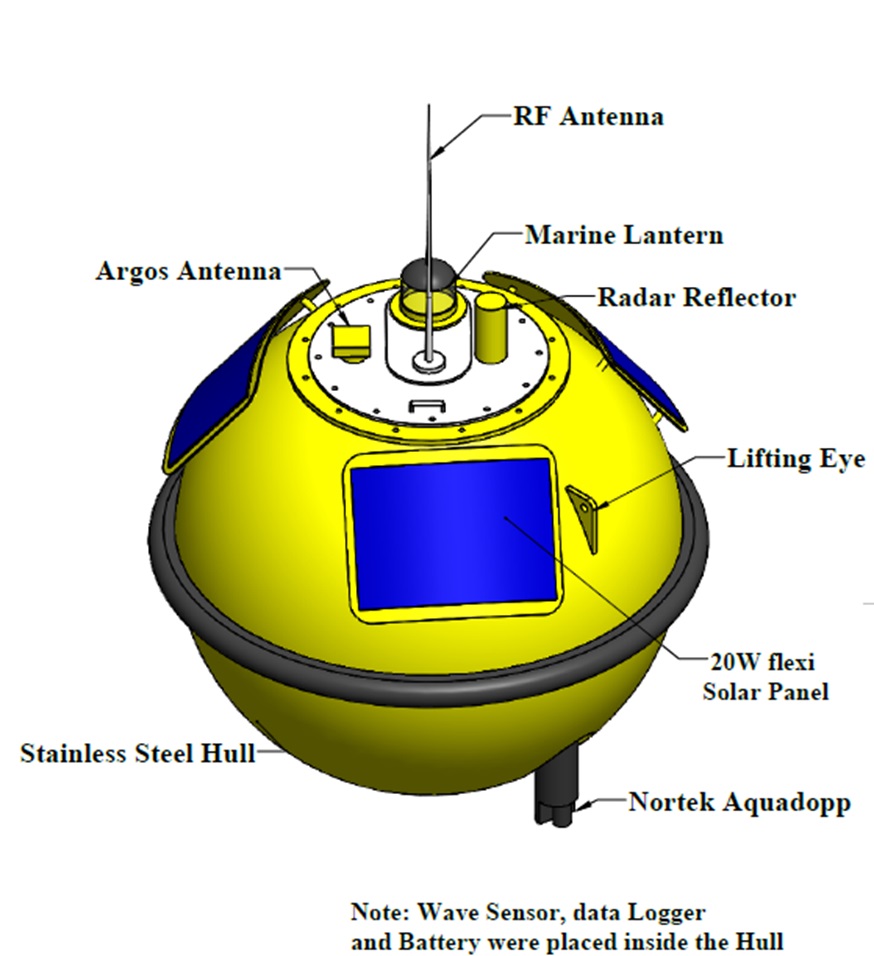 RF Antenna
Marine Lantern
Argos Antenna
Radar Reflector
Lifting Eye
20W flexi
Solar Panel
Stainless Steel Hull
Nortek Aquadopp
Note: Wave Sensor, data Logger
and Battery were placed inside the Hull